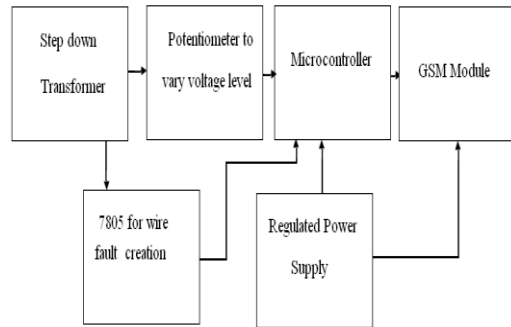 Step down
Transformer
Potentiometer to
vary voltage level
Microcontroller
GSM Module
7805 for wire
fault creation
Regulated Power
Supply